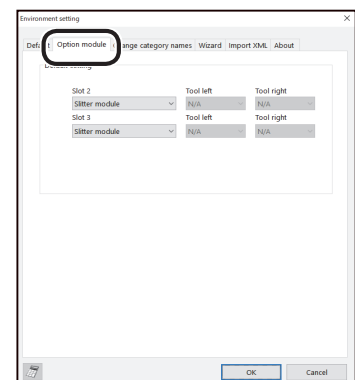 Environment setting
Option module
ange category names Wizard Import XML About
Slot 2 Tool left Tool right
Slitter module N/A N/A
Slot 3 Tool left Tool right
Slitter module N/A N/A
OK Cancel